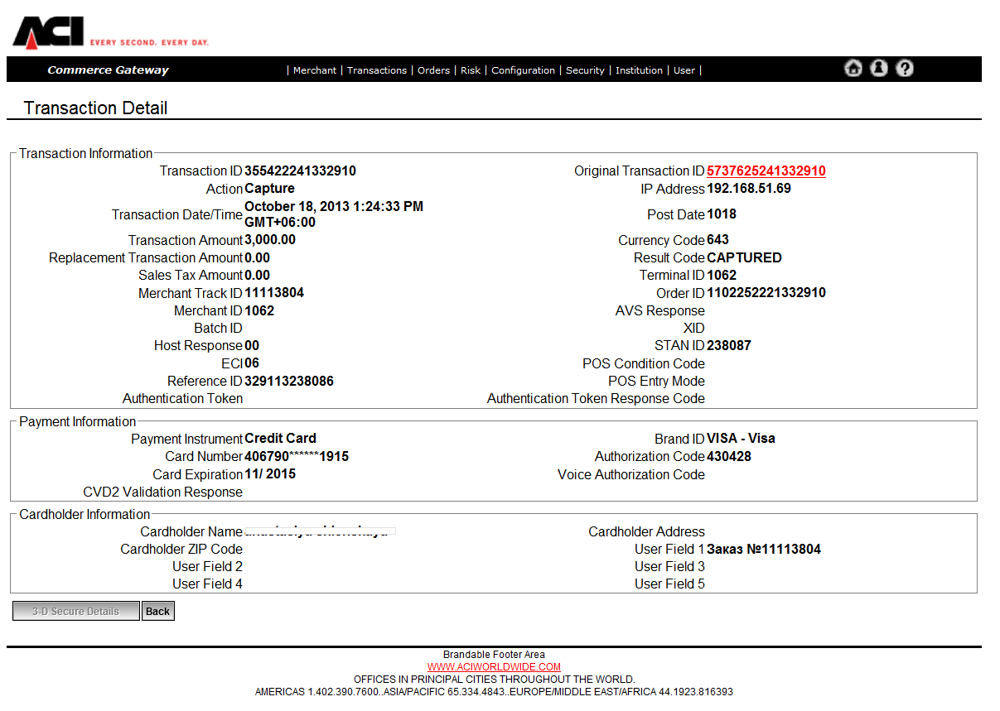 ACI EVERY SECOND. EVERY DAY.
Commerce Gateway | Merchant | Transactions | Orders | Risk | Configuration | Security | Institution | User |
Transaction Detail
Transaction Information
Transaction ID 355422241332910 Original Transaction ID 5737625241332910
Action Capture IP Address 192.168.51.69
Transaction Date/Time October 18, 2013 1:24:33 PM GMT+06:00 Post Date 1018
Transaction Amount 3,000.00 Currency Code 643
Replacement Transaction Amount 0.00 Result Code CAPTURED
Sales Tax Amount 0.00 Terminal ID 1062
Merchant Track ID 11113804 Order ID 1102252221332910
Merchant ID 1062 AVS Response
Batch ID XID
Host Response 00 STAN ID 238087
ECI 06 POS Condition Code
Reference ID 329113238086 POS Entry Mode
Authentication Token Authentication Token Response Code
Payment Information
Payment Instrument Credit Card Brand ID VISA - Visa
Card Number 406790******1915 Authorization Code 430428
Card Expiration 11/ 2015 Voice Authorization Code
CVD2 Validation Response
Cardholder Information
Cardholder Name Cardholder Address
Cardholder ZIP Code User Field 1 Заказ №11113804
User Field 2 User Field 3
User Field 4 User Field 5
3-D Secure Details Back
Brandable Footer Area
WWW.ACIWORLDWIDE.COM
OFFICES IN PRINCIPAL CITIES THROUGHOUT THE WORLD.
AMERICAS 1.402.390.7600..ASIA/PACIFIC 65.334.4843..EUROPE/MIDDLE EAST/AFRICA 44.1923.816393